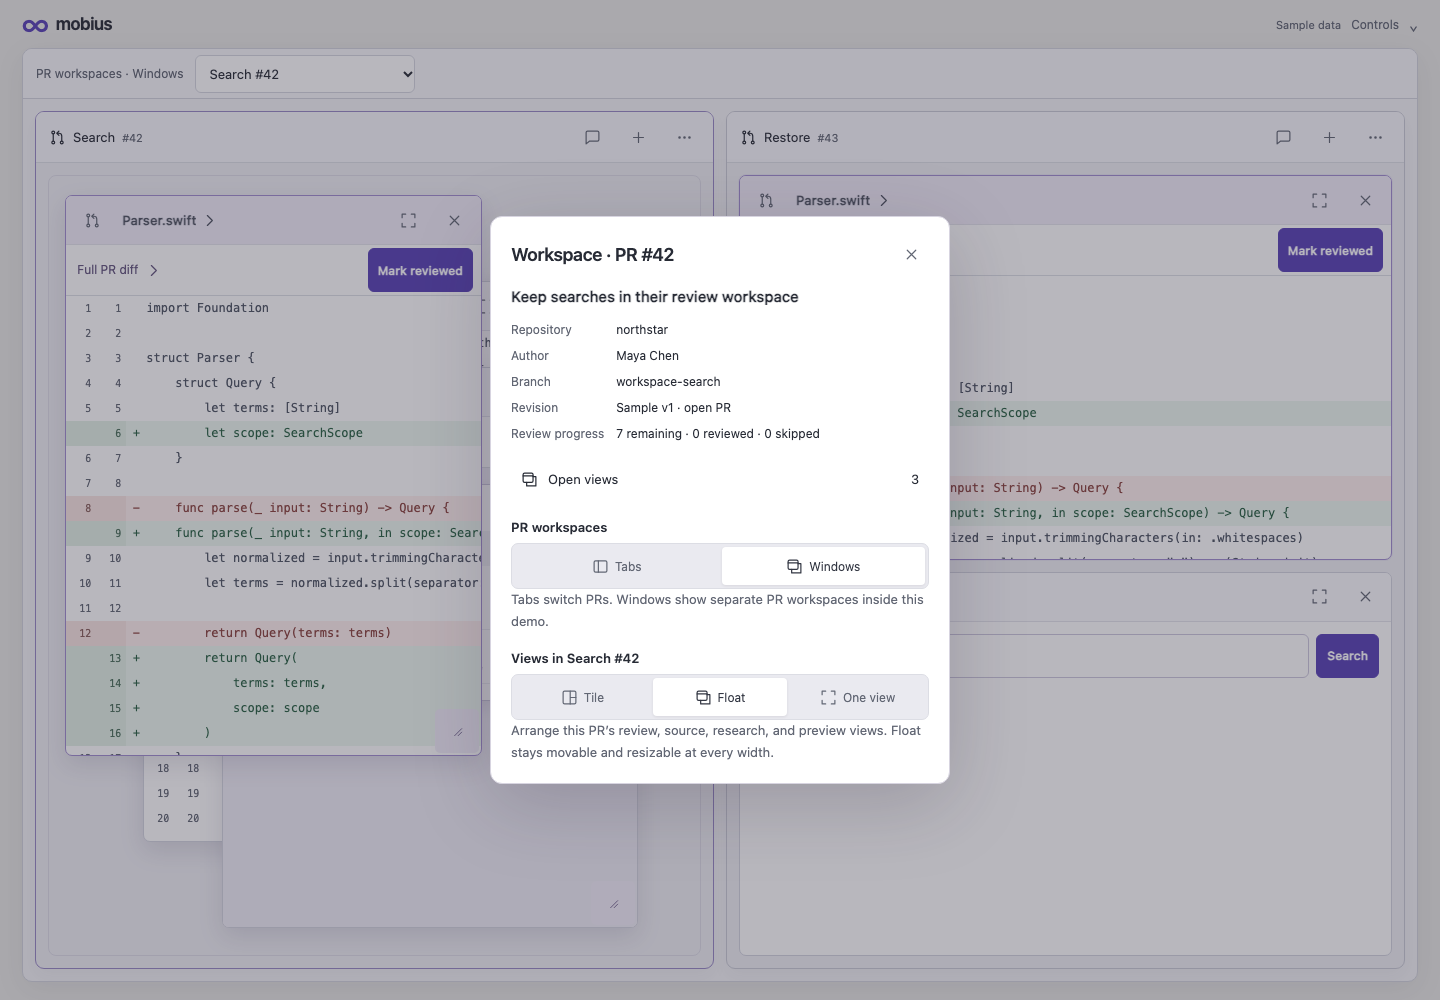 mobius
Sample data Controls
PR workspaces · Windows Search #42
Search #42
Restore #43
Parser.swift
Full PR diff Mark reviewed
1 1 import Foundation
2 2
3 3 struct Parser {
4 4 struct Query {
5 5 let terms: [String]
6 + let scope: SearchScope
6 7 }
7 8
8 - func parse(_ input: String) -> Query {
9 + func parse(_ input: String, in scope: Sear
9 10 let normalized = input.trimmingCharacte
10 11 let terms = normalized.split(separator
11 12
12 - return Query(terms: terms)
13 + return Query(
14 + terms: terms,
15 + scope: scope
16 + )
18 18
19 19
20 20
Workspace · PR #42
Keep searches in their review workspace
Repository northstar
Author Maya Chen
Branch workspace-search
Revision Sample v1 · open PR
Review progress 7 remaining · 0 reviewed · 0 skipped
Open views 3
PR workspaces
Tabs Windows
Tabs switch PRs. Windows show separate PR workspaces inside this
demo.
Views in Search #42
Tile Float One view
Arrange this PR's review, source, research, and preview views. Float
stays movable and resizable at every width.
Parser.swift
Mark reviewed
[String]
SearchScope
nput: String) -> Query {
nput: String, in scope: SearchScope) -> Query {
ized = input.trimmingCharacters(in: .whitespaces)
Search